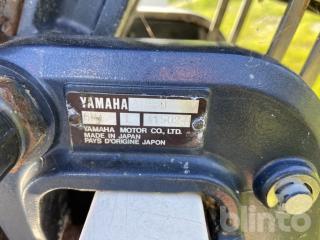 YAMAHA
L
YAMAHA MOTOR CO., LTD.
MADE IN JAPAN
PAYS D'ORIGINE JAPON
blinto